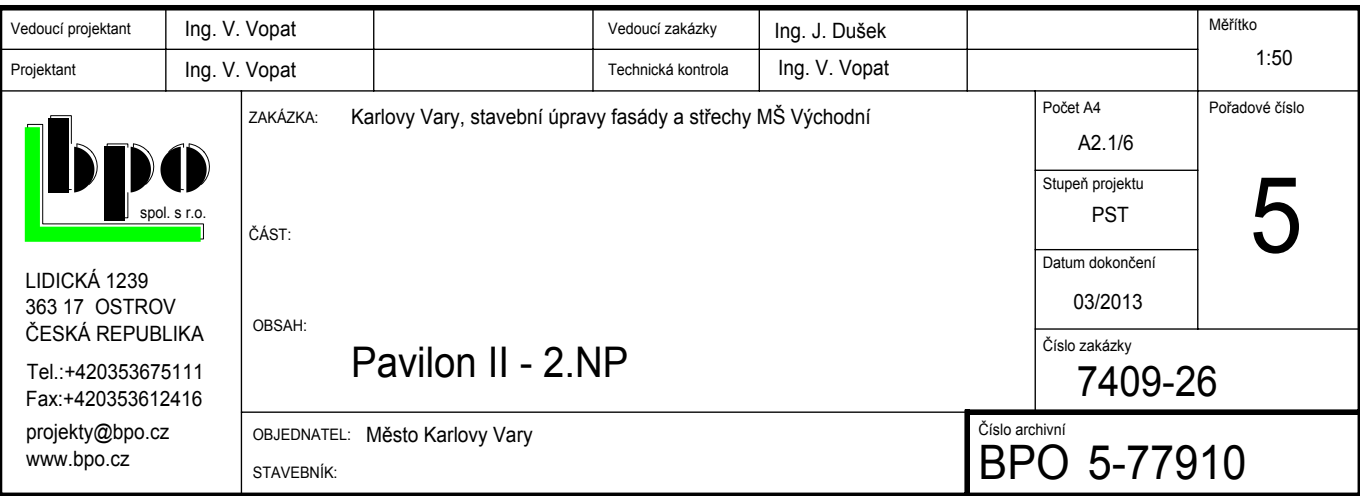 Vedoucí projektant Ing. V. Vopat Vedoucí zakázky Ing. J. Dušek Měřítko
Projektant Ing. V. Vopat Technická kontrola Ing. V. Vopat 1:50
bpo
spol. s r.o.
LIDICKÁ 1239
363 17 OSTROV
ČESKÁ REPUBLIKA
Tel.:+420353675111
Fax:+420353612416
projekty@bpo.cz
www.bpo.cz
ZAKÁZKA: Karlovy Vary, stavební úpravy fasády a střechy MŠ Východní
ČÁST:
OBSAH:
Pavilon II - 2.NP
OBJEDNATEL: Město Karlovy Vary
STAVEBNÍK:
Počet A4
A2.1/6
Stupeň projektu
PST
Datum dokončení
03/2013
Pořadové číslo
5
Číslo zakázky
7409-26
Číslo archivní
BPO 5-77910